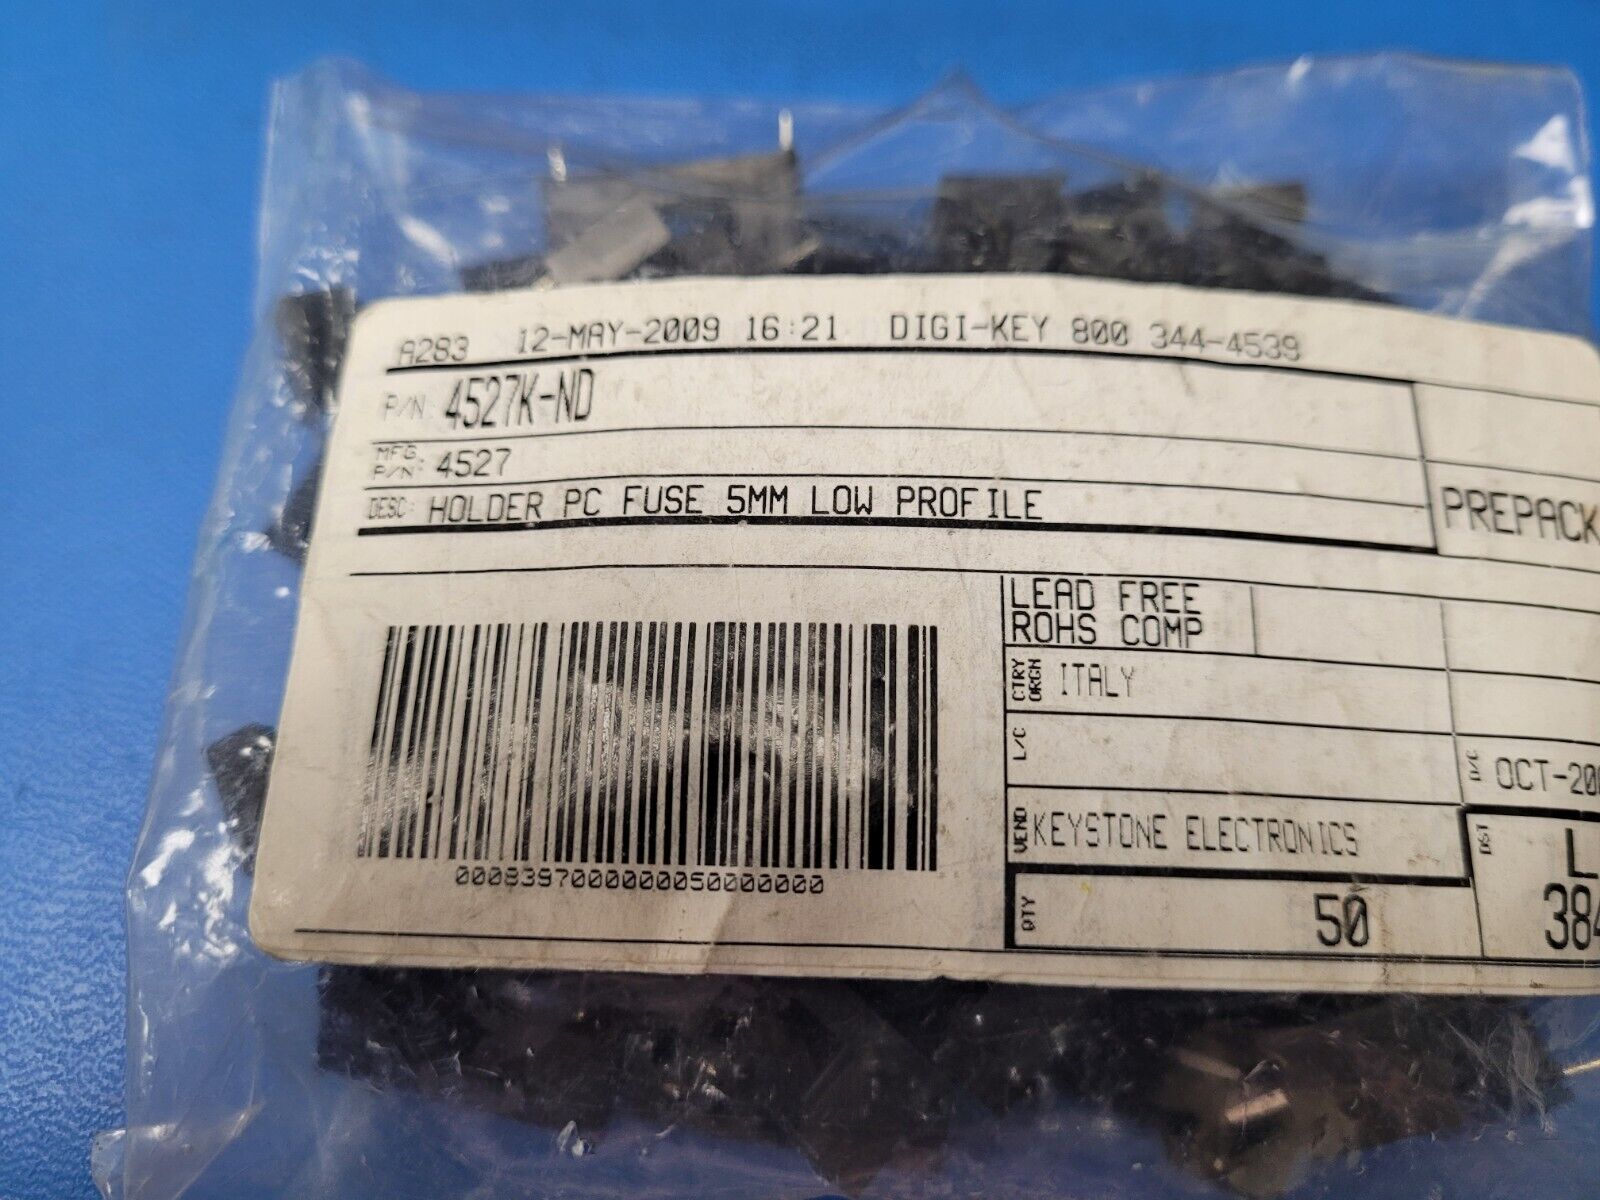 A283 12-MAY-2009 16:21 DIGI-KEY 800 344-4539
P/N: 4527K-ND
MFG. P/N: 4527
DESC: HOLDER PC FUSE 5MM LOW PROFILE
PREPACK
LEAD FREE
ROHS COMP
CTRY ORGN ITALY
L/C
D/C OCT-200
VEND KEYSTONE ELECTRONICS
QTY 50
DST L
384
0008397000000050000000